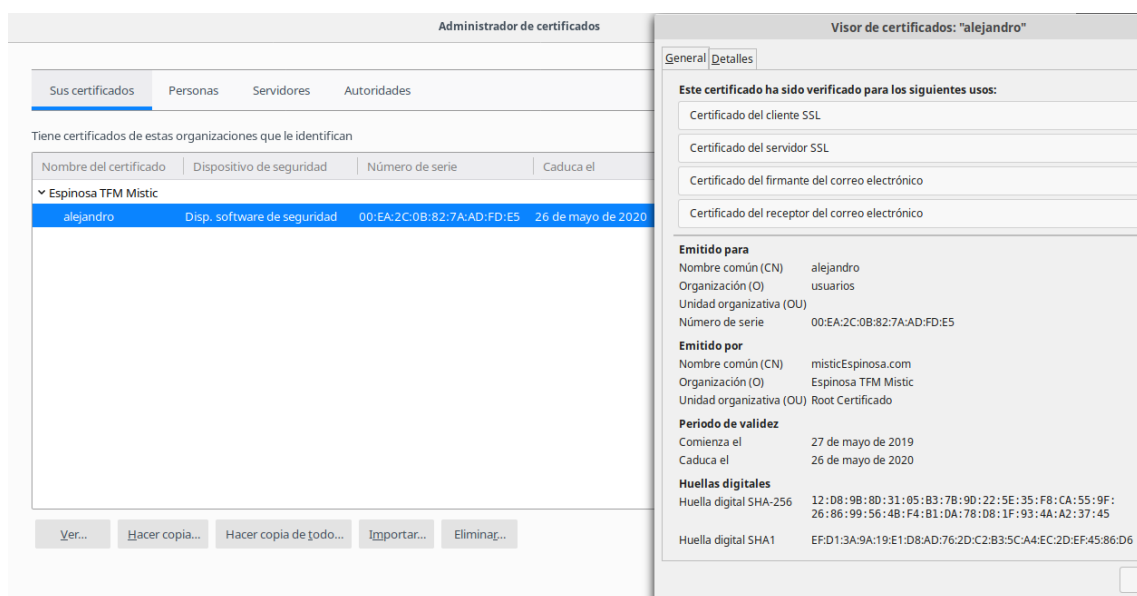 Administrador de certificados
Sus certificados Personas Servidores Autoridades
Tiene certificados de estas organizaciones que le identifican
Nombre del certificado Dispositivo de seguridad Número de serie Caduca el
Espinosa TFM Mistic
alejandro Disp. software de seguridad 00:EA:2C:0B:82:7A:AD:FD:E5 26 de mayo de 2020
Ver... Hacer copia... Hacer copia de todo... Importar... Eliminar...
Visor de certificados: "alejandro"
General Detalles
Este certificado ha sido verificado para los siguientes usos:
Certificado del cliente SSL
Certificado del servidor SSL
Certificado del firmante del correo electrónico
Certificado del receptor del correo electrónico
Emitido para
Nombre común (CN) alejandro
Organización (O) usuarios
Unidad organizativa (OU)
Número de serie 00:EA:2C:0B:82:7A:AD:FD:E5
Emitido por
Nombre común (CN) misticEspinosa.com
Organización (O) Espinosa TFM Mistic
Unidad organizativa (OU) Root Certificado
Periodo de validez
Comienza el 27 de mayo de 2019
Caduca el 26 de mayo de 2020
Huellas digitales
Huella digital SHA-256 12:D8:9B:8D:31:05:B3:7B:9D:22:5E:35:F8:CA:55:9F:
26:86:99:56:4B:F4:B1:DA:78:D8:1F:93:4A:A2:37:45
Huella digital SHA1 EF:D1:3A:9A:19:E1:D8:AD:76:2D:C2:B3:5C:A4:EC:2D:EF:45:86:D6